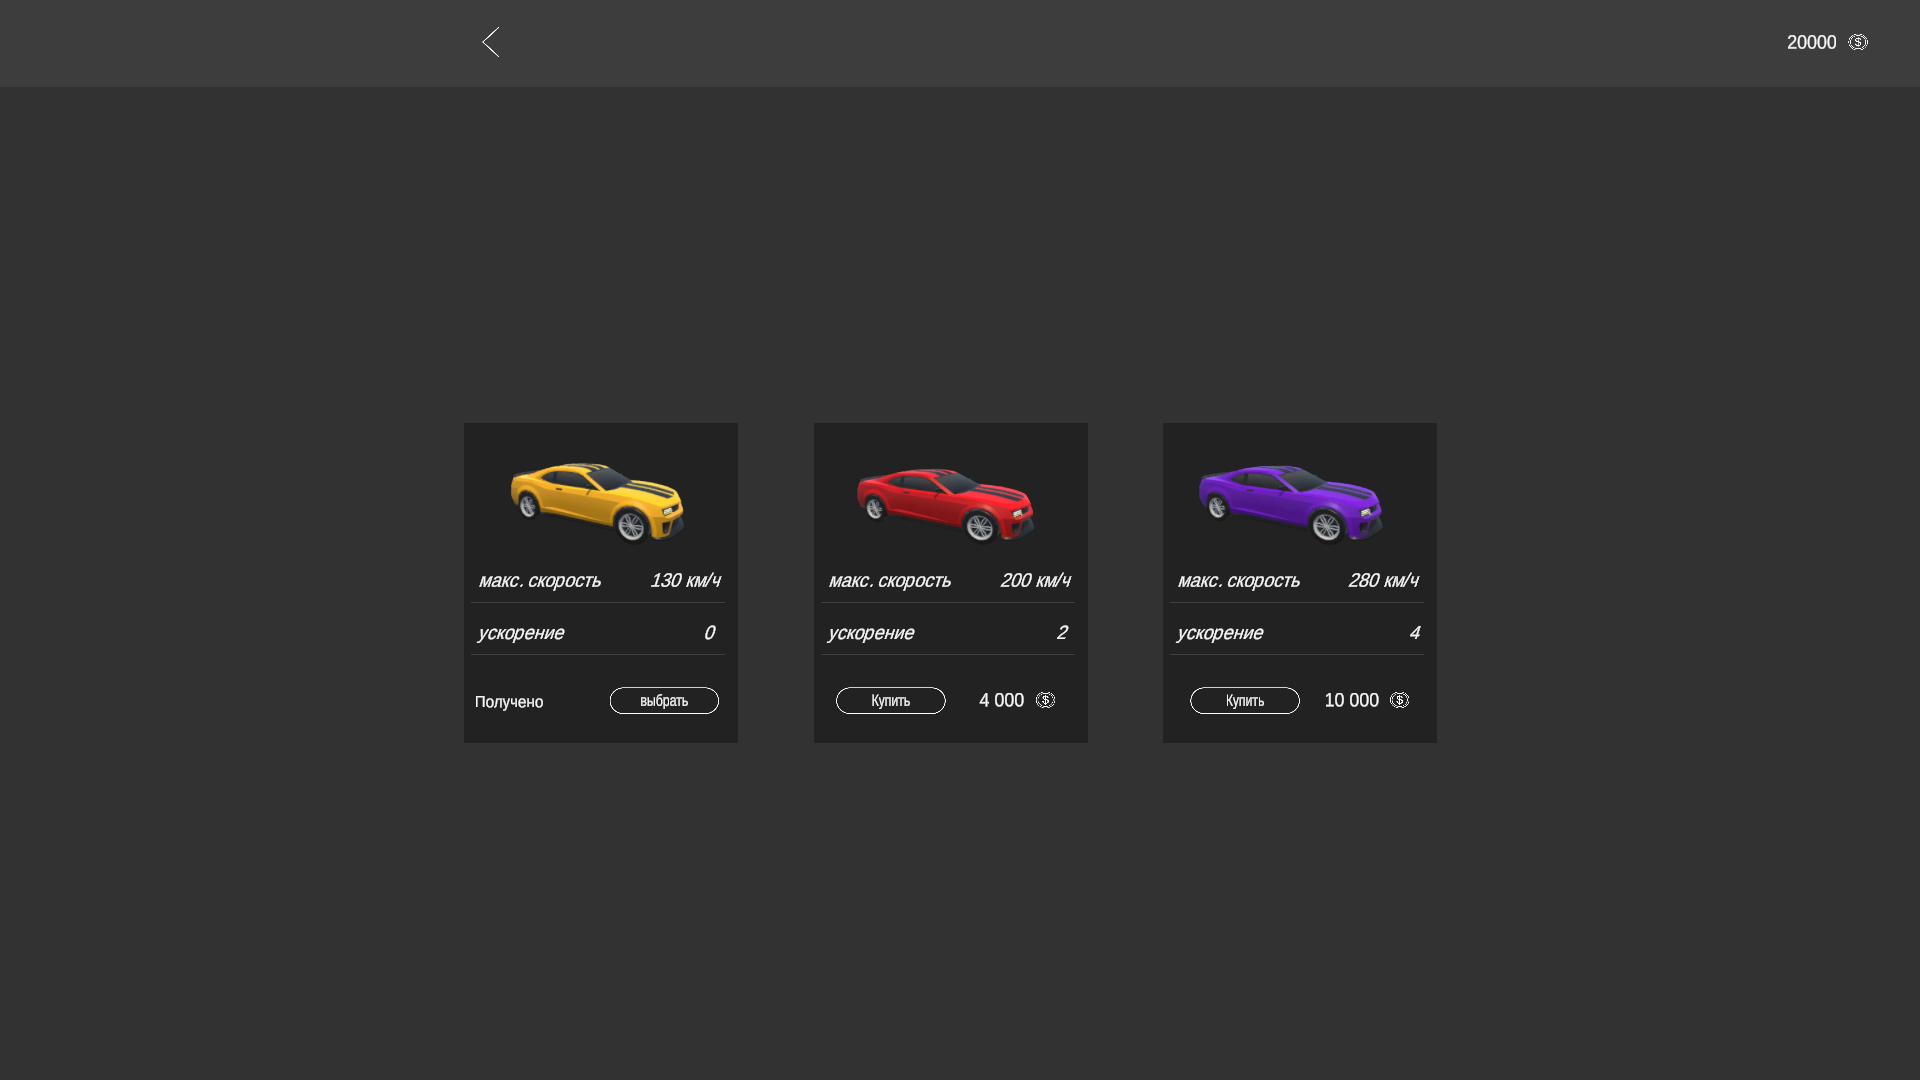 20000
макс. скорость 130 км/ч
ускорение 0
Получено выбрать
макс. скорость 200 км/ч
ускорение 2
Купить 4 000
макс. скорость 280 км/ч
ускорение 4
Купить 10 000